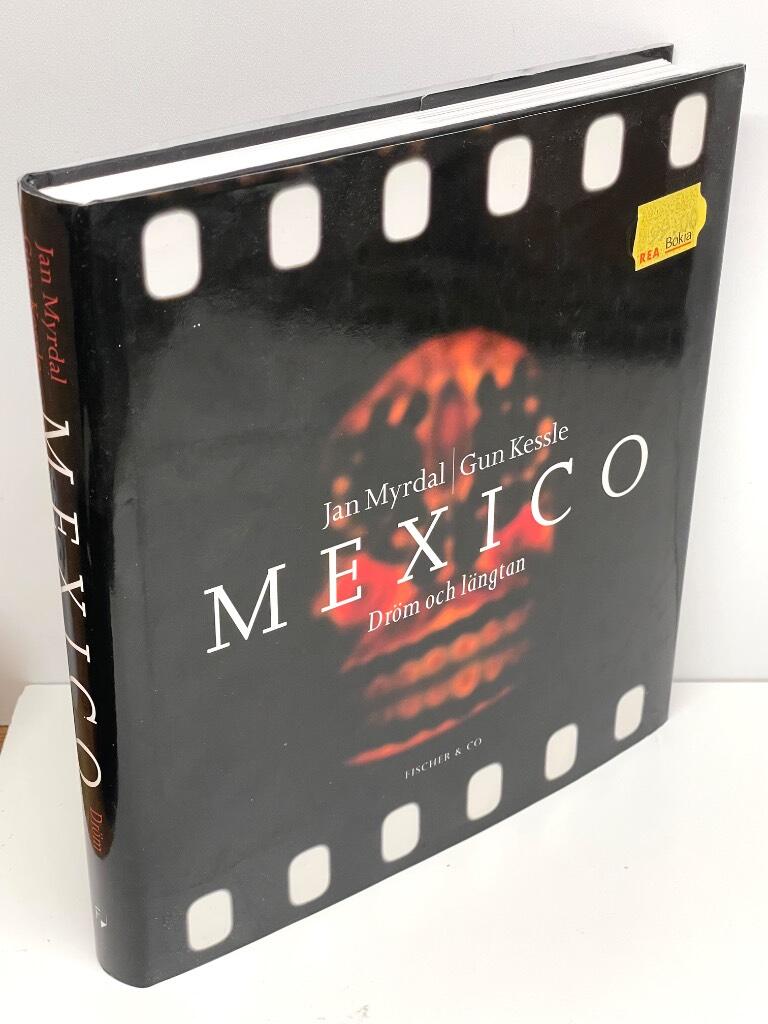 Jan Myrdal | Gun Kessle
MEXICO
Dröm och längtan
FISCHER & CO
REA Bokia
Jan Myrdal
MEXICO
Dröm